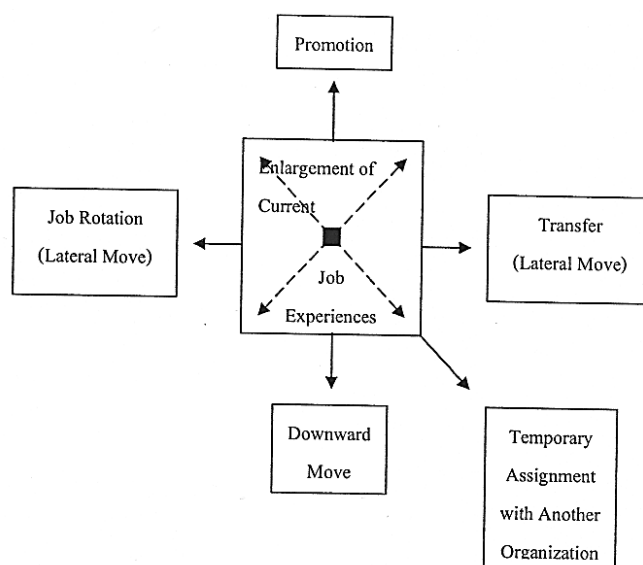 Promotion
Enlargement of
Current
Job
Experiences
Job Rotation
(Lateral Move)
Transfer
(Lateral Move)
Downward
Move
Temporary
Assignment
with Another
Organization